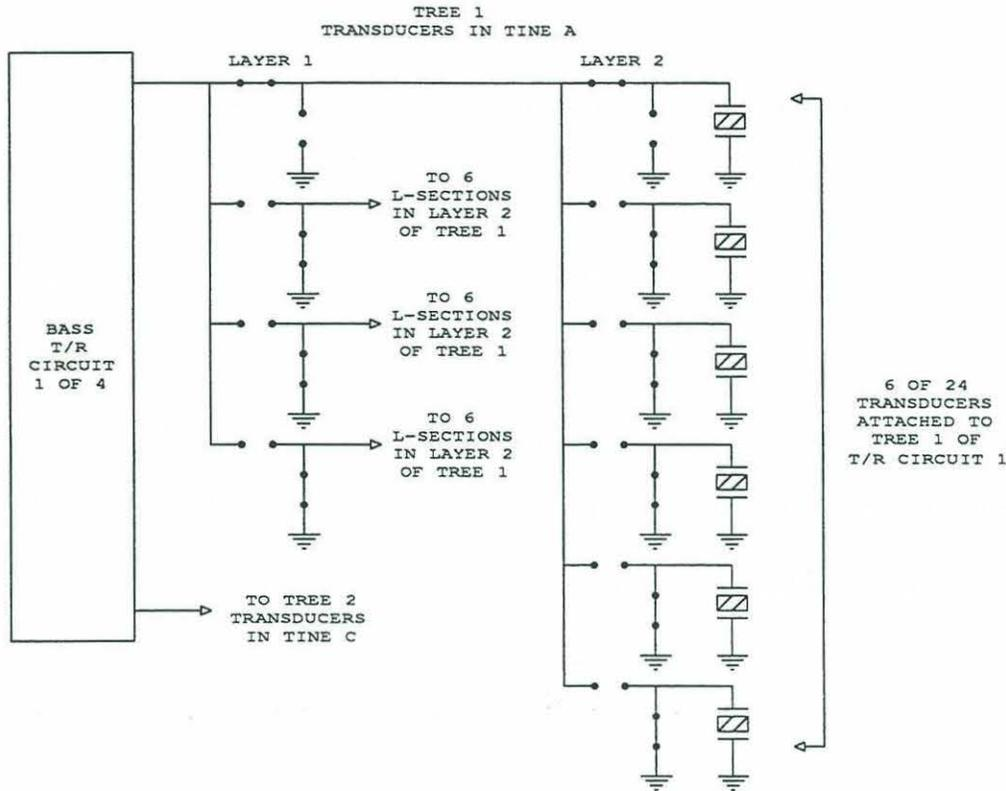 TREE 1
TRANSDUCERS IN TINE A
LAYER 1
LAYER 2
TO 6
L-SECTIONS
IN LAYER 2
OF TREE 1
TO 6
L-SECTIONS
IN LAYER 2
OF TREE 1
TO 6
L-SECTIONS
IN LAYER 2
OF TREE 1
BASS
T/R
CIRCUIT
1 OF 4
6 OF 24
TRANSDUCERS
ATTACHED TO
TREE 1 OF
T/R CIRCUIT 1
TO TREE 2
TRANSDUCERS
IN TINE C